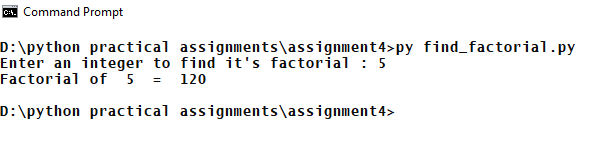 Command Prompt
D:\python practical assignments\assignment4>py find_factorial.py
Enter an integer to find it's factorial : 5
Factorial of  5  =  120
D:\python practical assignments\assignment4>